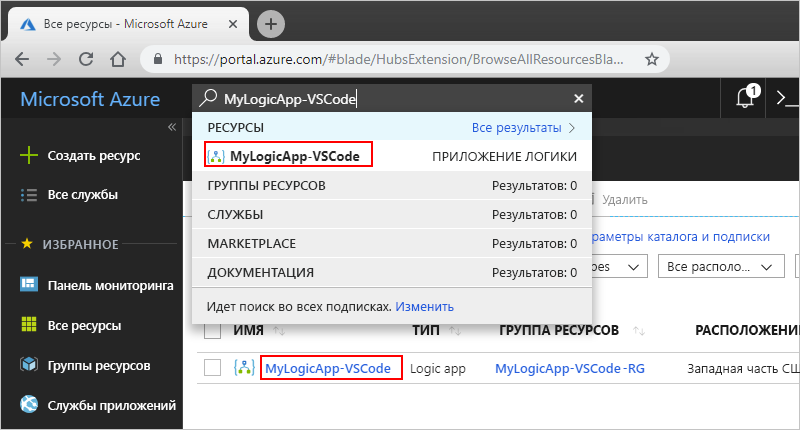 Все ресурсы - Microsoft Azure
https://portal.azure.com/#blade/HubsExtension/BrowseAllResourcesBla...
Microsoft Azure
MyLogicApp-VSCode
1
РЕСУРСЫ Все результаты
MyLogicApp-VSCode ПРИЛОЖЕНИЕ ЛОГИКИ
ГРУППЫ РЕСУРСОВ Результатов: 0
СЛУЖБЫ Результатов: 0
MARKETPLACE Результатов: 0
ДОКУМЕНТАЦИЯ Результатов: 0
Идет поиск во всех подписках. Изменить
Создать ресурс
Все службы
ИЗБРАННОЕ
Панель мониторинга
Все ресурсы
Группы ресурсов
Службы приложений
Удалить
раметры каталога и подписки
pes Все располо...
ИМЯ ТИП ГРУППА РЕСУРСОВ РАСПОЛОЖЕНИ
MyLogicApp-VSCode Logic app MyLogicApp-VSCode-RG Западная часть СШ